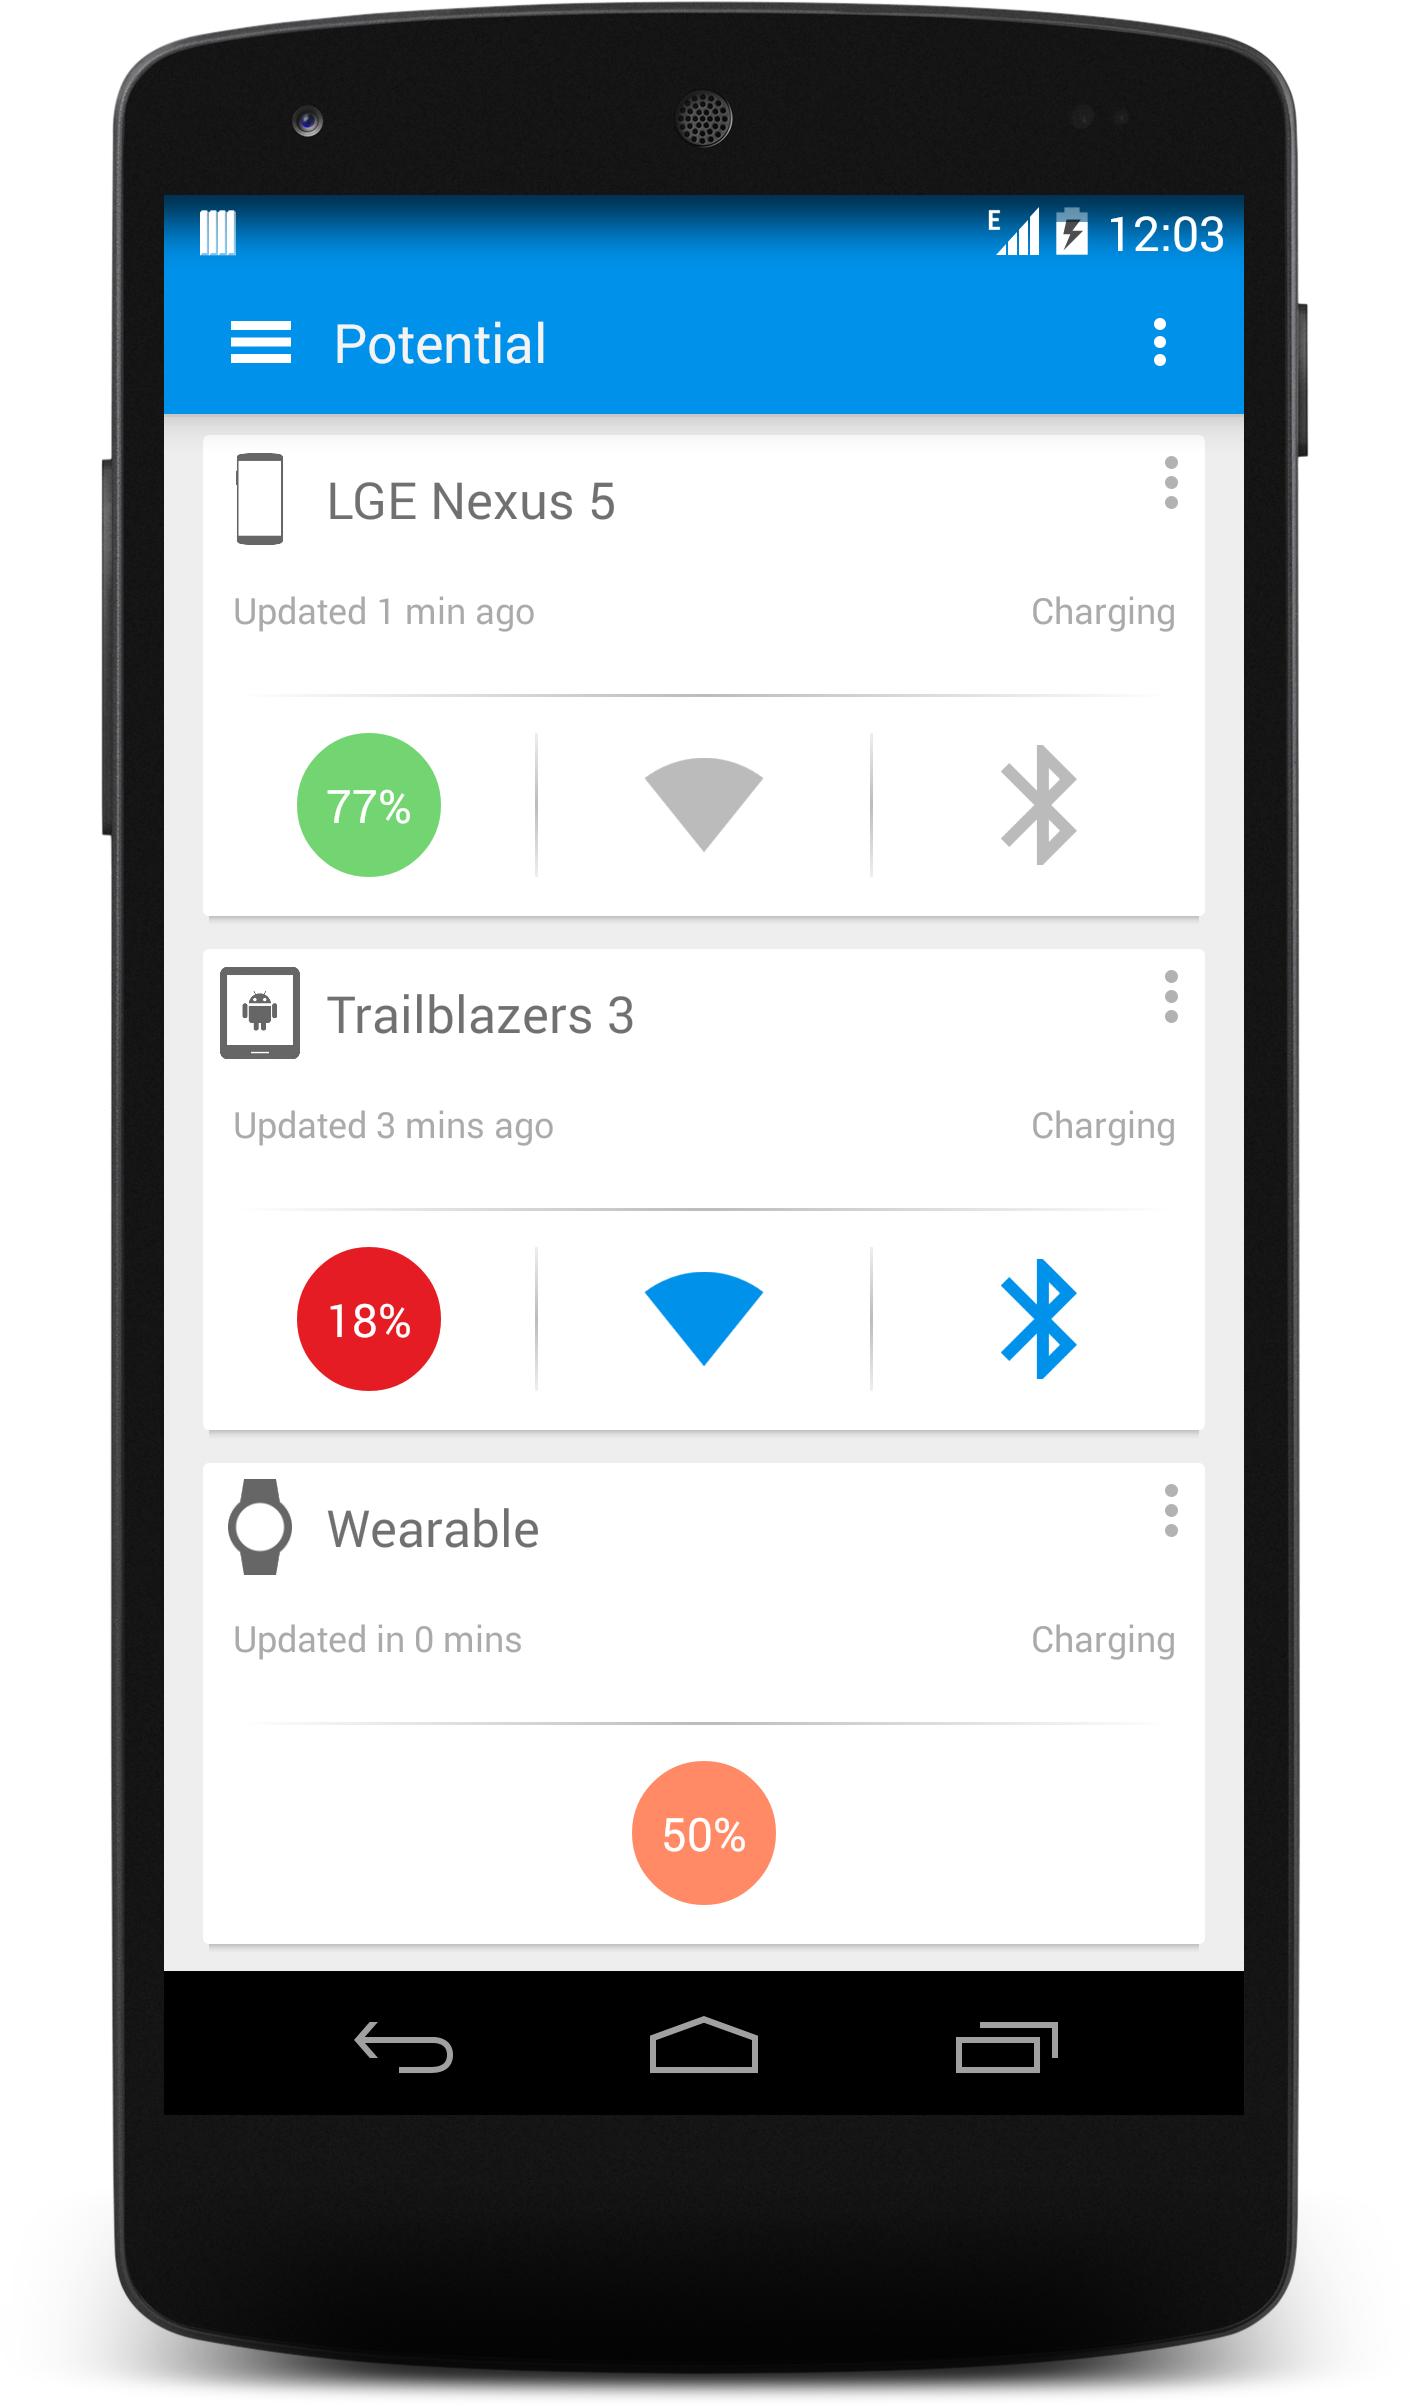 E 12:03
Potential
LGE Nexus 5
Updated 1 min ago Charging
77%
Trailblazers 3
Updated 3 mins ago Charging
18%
Wearable
Updated in 0 mins Charging
50%